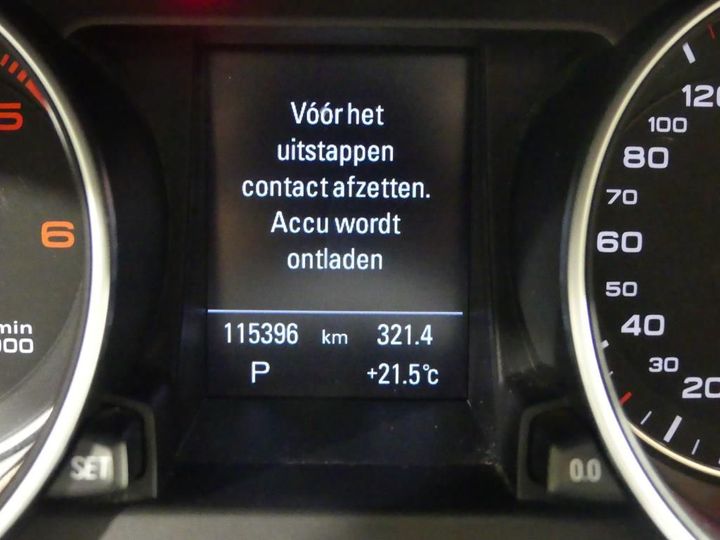 Vóór het
uitstappen
contact afzetten.
Accu wordt
ontladen
115396 km 321.4
P +21.5°c
5
6
min
000
SET
0.0
120
100
80
70
60
50
40
30
20